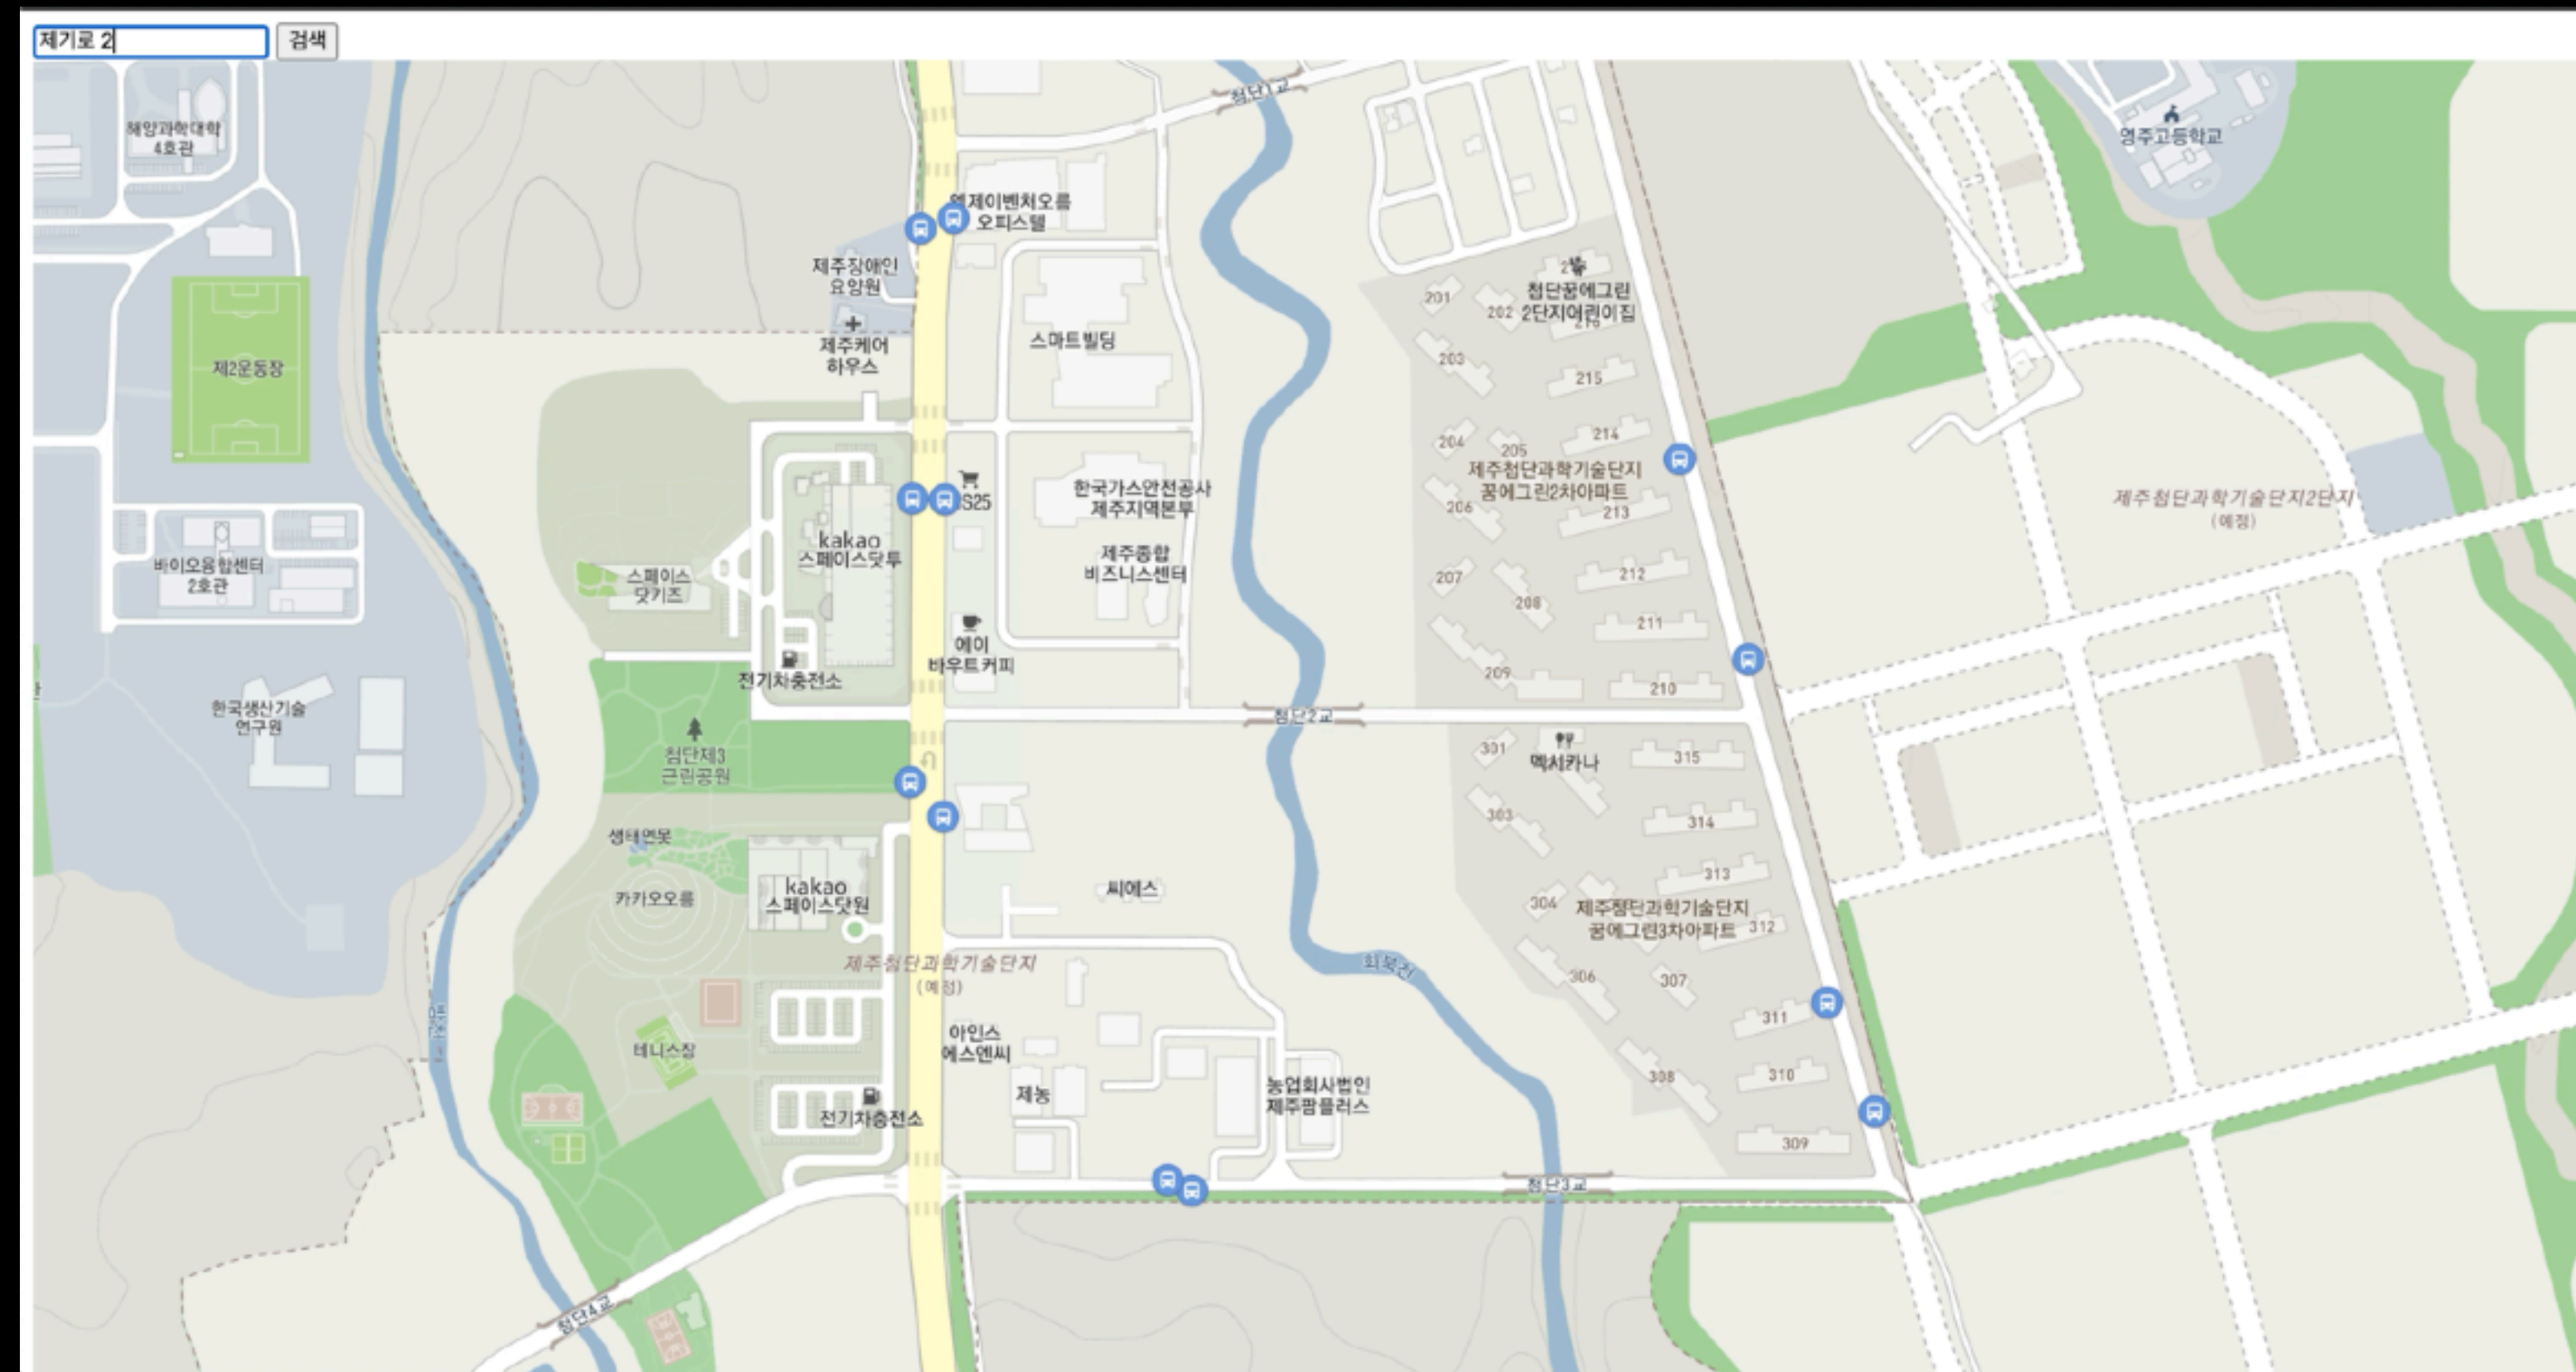 제기로 2
검색
첨단1교
해양과학대학
4호관
영주고등학교
엘제이벤처오름
오피스텔
제주장애인
요양원
첨단꿈에그린
2단지어린이집
201
202
스마트빌딩
제주케어
하우스
203
제2운동장
215
214
204
205
제주첨단과학기술단지
꿈에그린2차아파트
한국가스안전공사
제주지역본부
S25
제주첨단과학기술단지2단지
(예정)
206
213
kakao
스페이스닷투
제주종합
비즈니스센터
바이오융합센터
2호관
스페이스
닷키즈
207
212
208
211
에이
바우트커피
전기차충전소
209
210
한국생산기술
연구원
첨단2교
첨단제3
근린공원
301
멕시카나
315
303
314
생태연못
313
kakao
스페이스닷원
씨에스
카카오오름
304
제주첨단과학기술단지
꿈에그린3차아파트
312
제주첨단과학기술단지
(예정)
회북천
306
307
311
아인스
에스엔씨
테니스장
308
310
제농
농업회사법인
제주팜플러스
전기차충전소
309
첨단3교
첨단4교